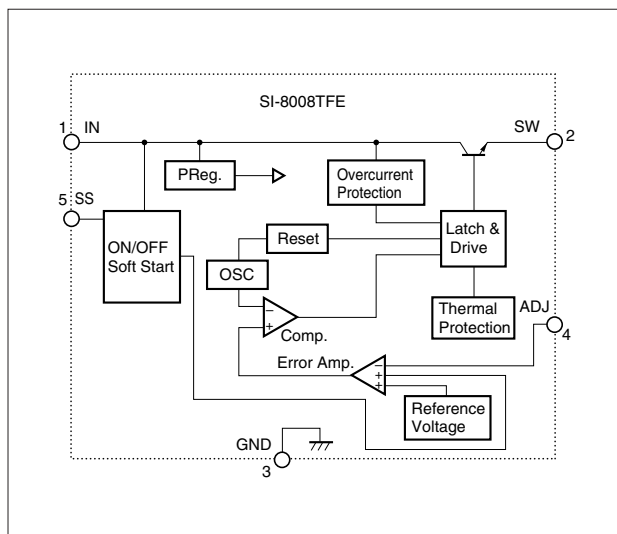 SI-8008TFE
1 IN
SW 2
PReg.
Overcurrent
Protection
5 SS
ON/OFF
Soft Start
Latch &
Drive
Reset
OSC
Thermal
Protection
ADJ
4
−
+
Comp.
Error Amp.
−
+
+
Reference
Voltage
GND
3